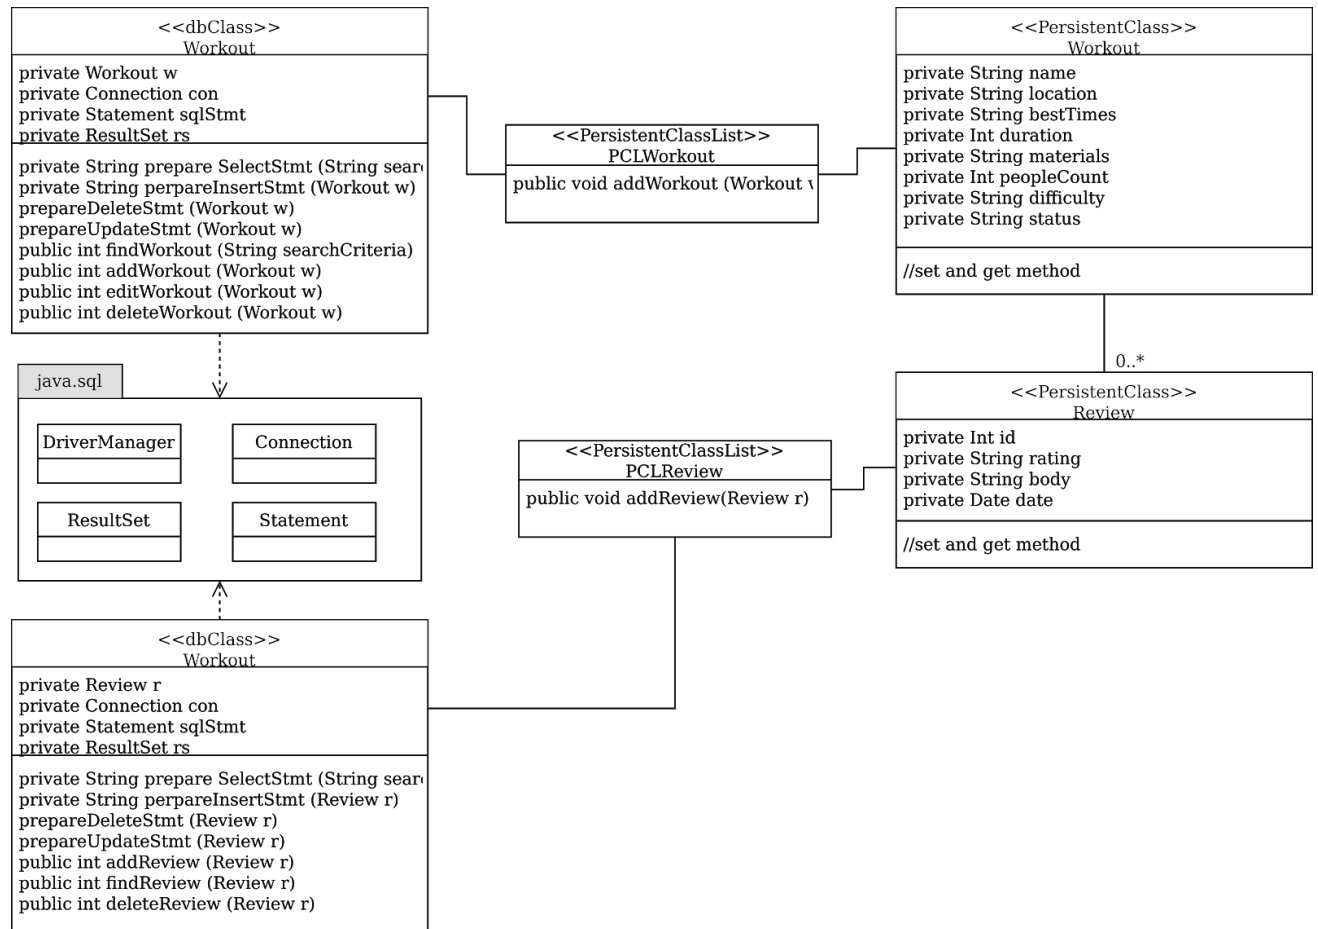 <<dbClass>>
Workout
private Workout w
private Connection con
private Statement sqlStmt
private ResultSet rs
private String prepare SelectStmt (String sear
private String perpareInsertStmt (Workout w)
prepareDeleteStmt (Workout w)
prepareUpdateStmt (Workout w)
public int findWorkout (String searchCriteria)
public int addWorkout (Workout w)
public int editWorkout (Workout w)
public int deleteWorkout (Workout w)
<<PersistentClassList>>
PCLWorkout
public void addWorkout (Workout
<<PersistentClass>>
Workout
private String name
private String location
private String bestTimes
private Int duration
private String materials
private Int peopleCount
private String difficulty
private String status
//set and get method
0..*
java.sql
DriverManager
Connection
ResultSet
Statement
<<PersistentClassList>>
PCLReview
public void addReview(Review r)
<<PersistentClass>>
Review
private Int id
private String rating
private String body
private Date date
//set and get method
<<dbClass>>
Workout
private Review r
private Connection con
private Statement sqlStmt
private ResultSet rs
private String prepare SelectStmt (String sear
private String perpareInsertStmt (Review r)
prepareDeleteStmt (Review r)
prepareUpdateStmt (Review r)
public int addReview (Review r)
public int findReview (Review r)
public int deleteReview (Review r)